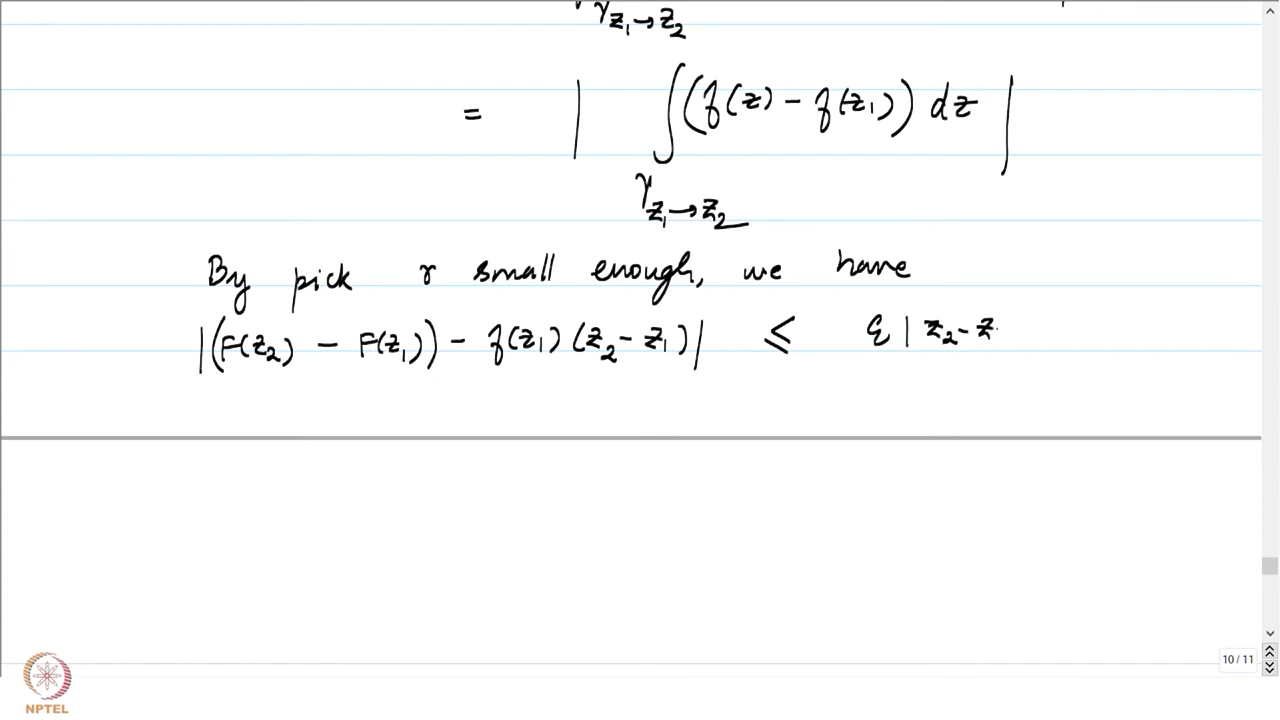 γ_{z₁→z₂}
= | ∫ (f(z) - f(z₁)) dz |
γ_{z₁→z₂}
By pick r small enough, we have
|(F(z₂) - F(z₁)) - f(z₁)(z₂ - z₁)| ≤ ε | z₂ - z
10 / 11
NPTEL